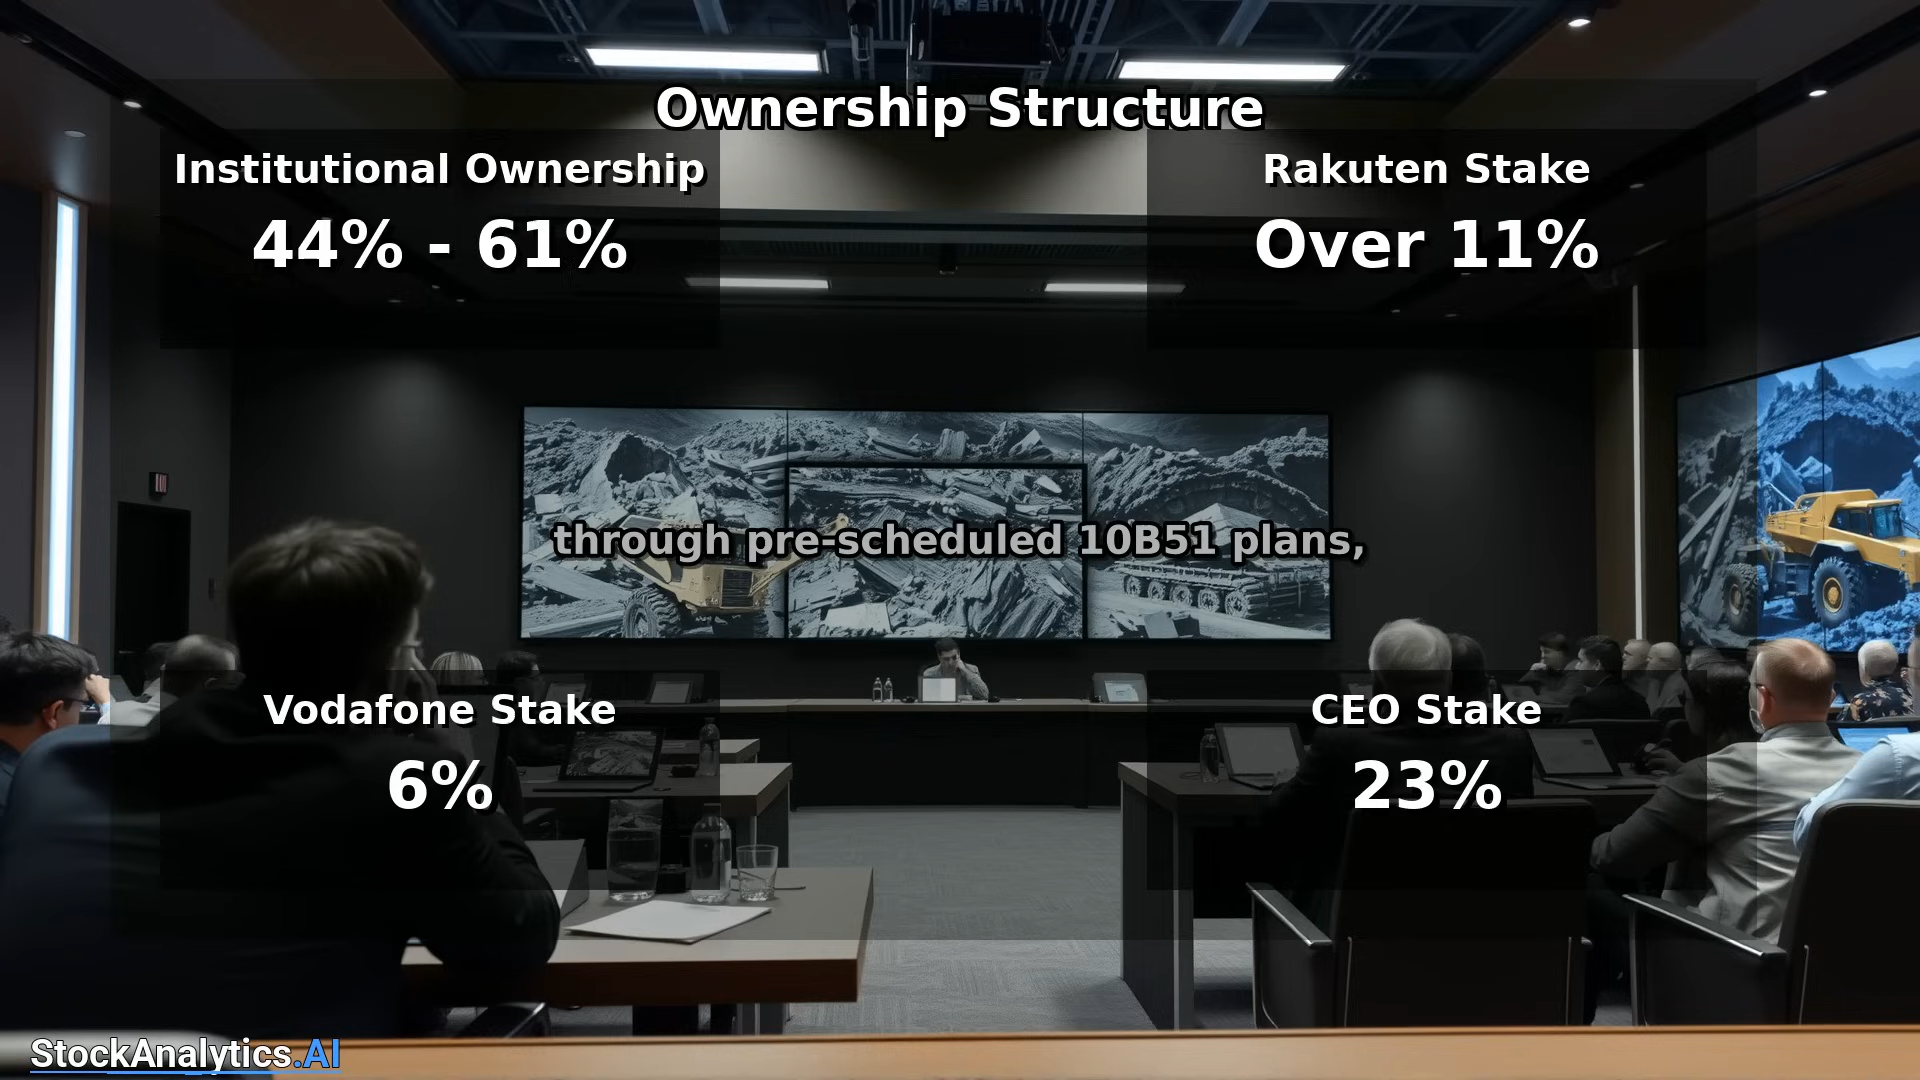 Ownership Structure
Institutional Ownership
44% - 61%
Rakuten Stake
Over 11%
through pre-scheduled 10B51 plans,
Vodafone Stake
6%
CEO Stake
23%
StockAnalytics.AI